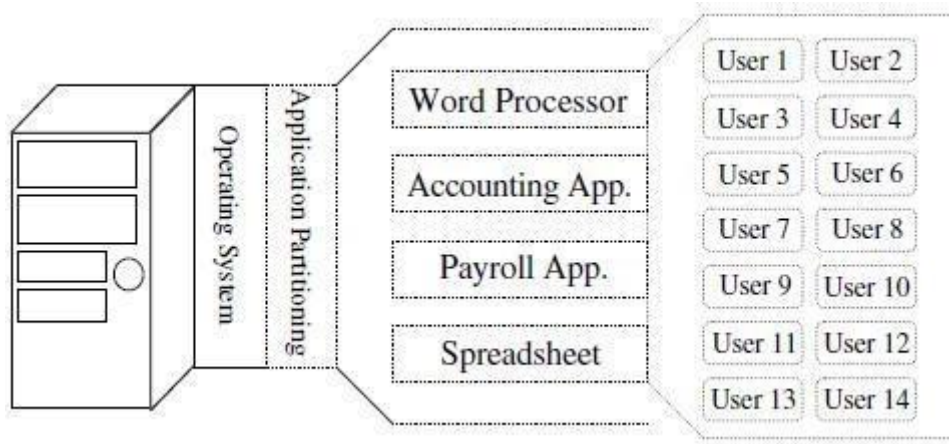 Operating System
Application Partitioning
Word Processor
Accounting App.
Payroll App.
Spreadsheet
User 1
User 2
User 3
User 4
User 5
User 6
User 7
User 8
User 9
User 10
User 11
User 12
User 13
User 14